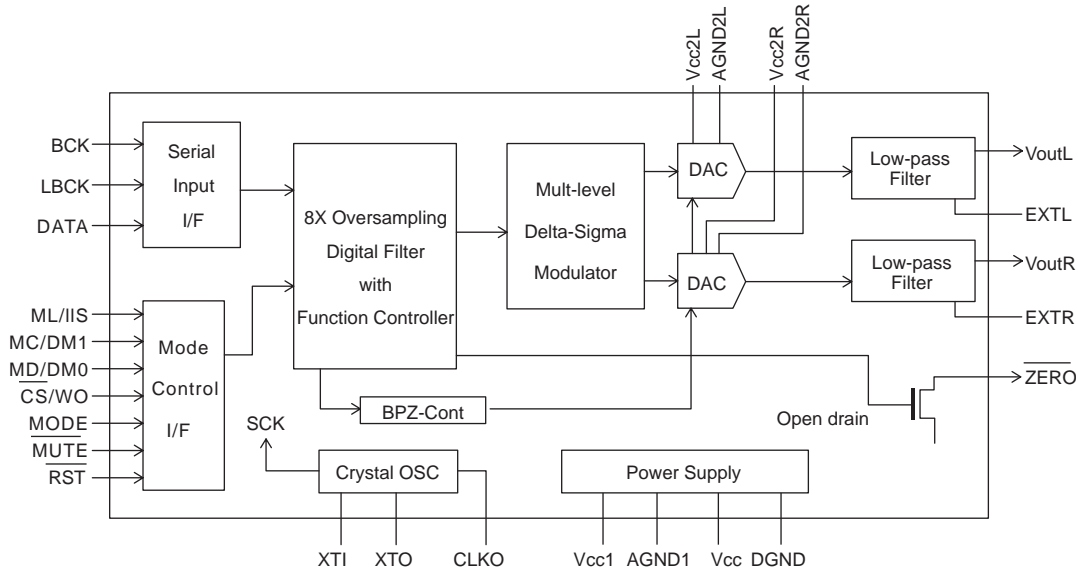 Vcc2L
AGND2L
Vcc2R
AGND2R
BCK
LBCK
DATA
Serial
Input
I/F
8X Oversampling
Digital Filter
with
Function Controller
Mult-level
Delta-Sigma
Modulator
DAC
DAC
Low-pass
Filter
Low-pass
Filter
VoutL
EXTL
VoutR
EXTR
ZERO
ML/IIS
MC/DM1
MD/DM0
CS/WO
MODE
MUTE
RST
Mode
Control
I/F
BPZ-Cont
Open drain
SCK
Crystal OSC
Power Supply
XTI
XTO
CLKO
Vcc1
AGND1
Vcc
DGND